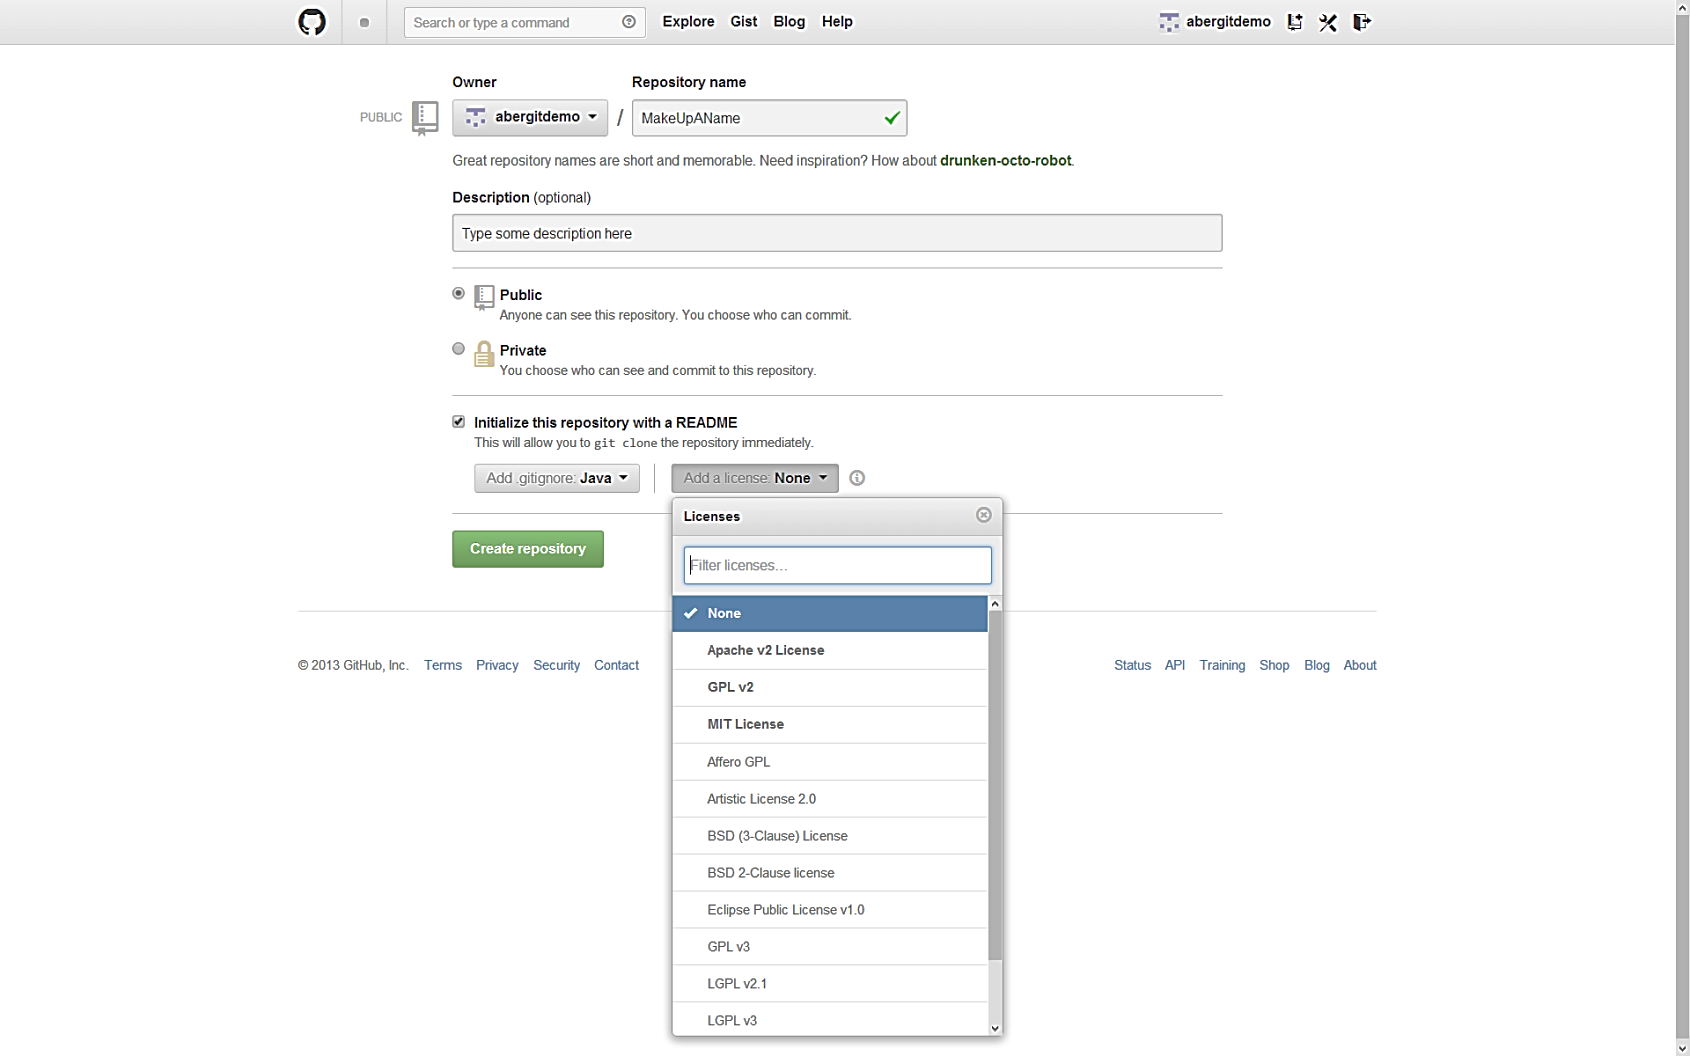 Search or type a command
Explore Gist Blog Help
abergitdemo
Owner
Repository name
PUBLIC
abergitdemo
/
MakeUpAName
Great repository names are short and memorable. Need inspiration? How about drunken-octo-robot.
Description (optional)
Type some description here
Public
Anyone can see this repository. You choose who can commit.
Private
You choose who can see and commit to this repository.
Initialize this repository with a README
This will allow you to git clone the repository immediately.
Add .gitignore: Java
Add a license: None
Licenses
Create repository
Filter licenses...
None
Apache v2 License
GPL v2
MIT License
Affero GPL
Artistic License 2.0
BSD (3-Clause) License
BSD 2-Clause license
Eclipse Public License v1.0
GPL v3
LGPL v2.1
LGPL v3
© 2013 GitHub, Inc. Terms Privacy Security Contact
Status API Training Shop Blog About